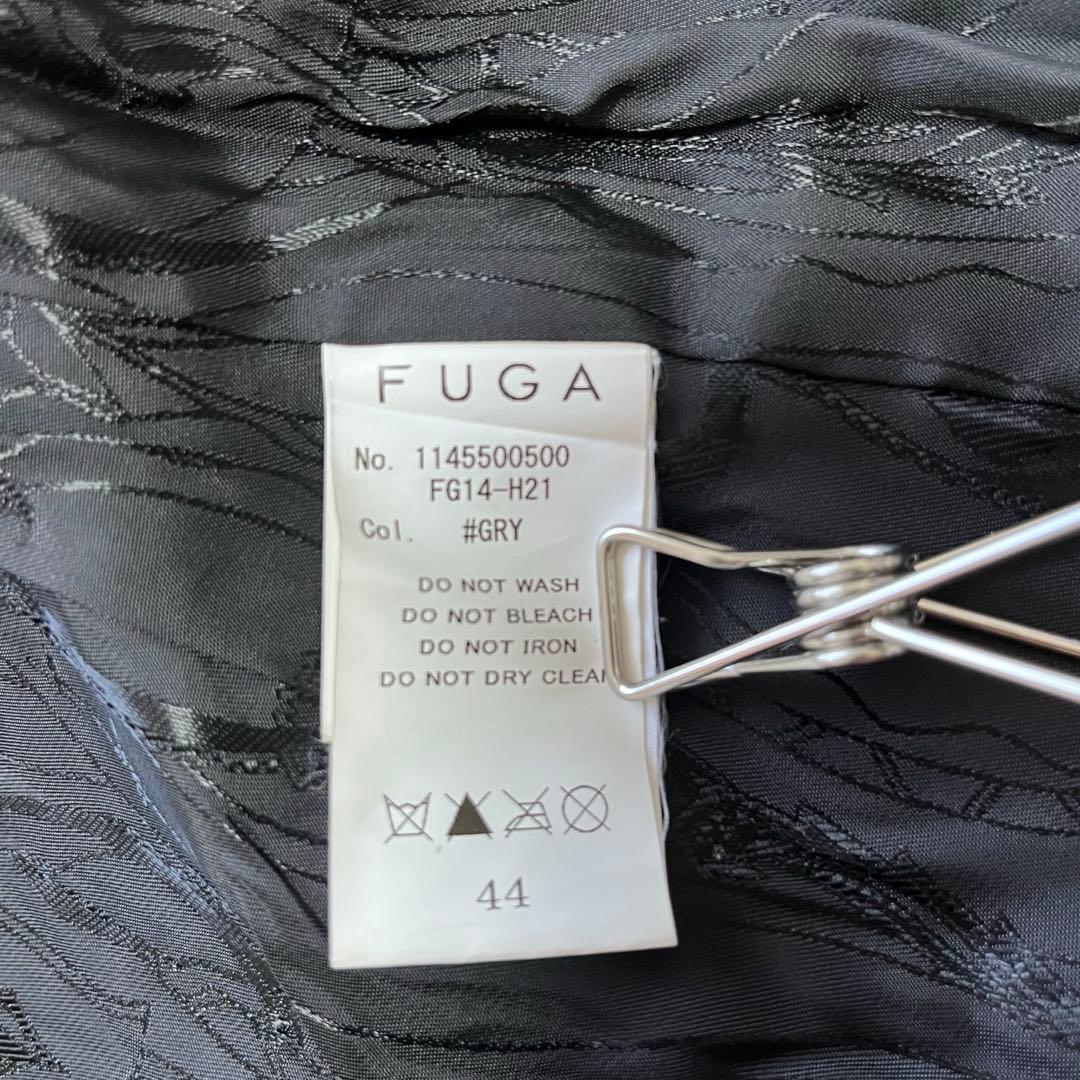 FUGA
No. 1145500500
FG14-H21
Col. #GRY
DO NOT WASH
DO NOT BLEACH
DO NOT IRON
DO NOT DRY CLEAN
44